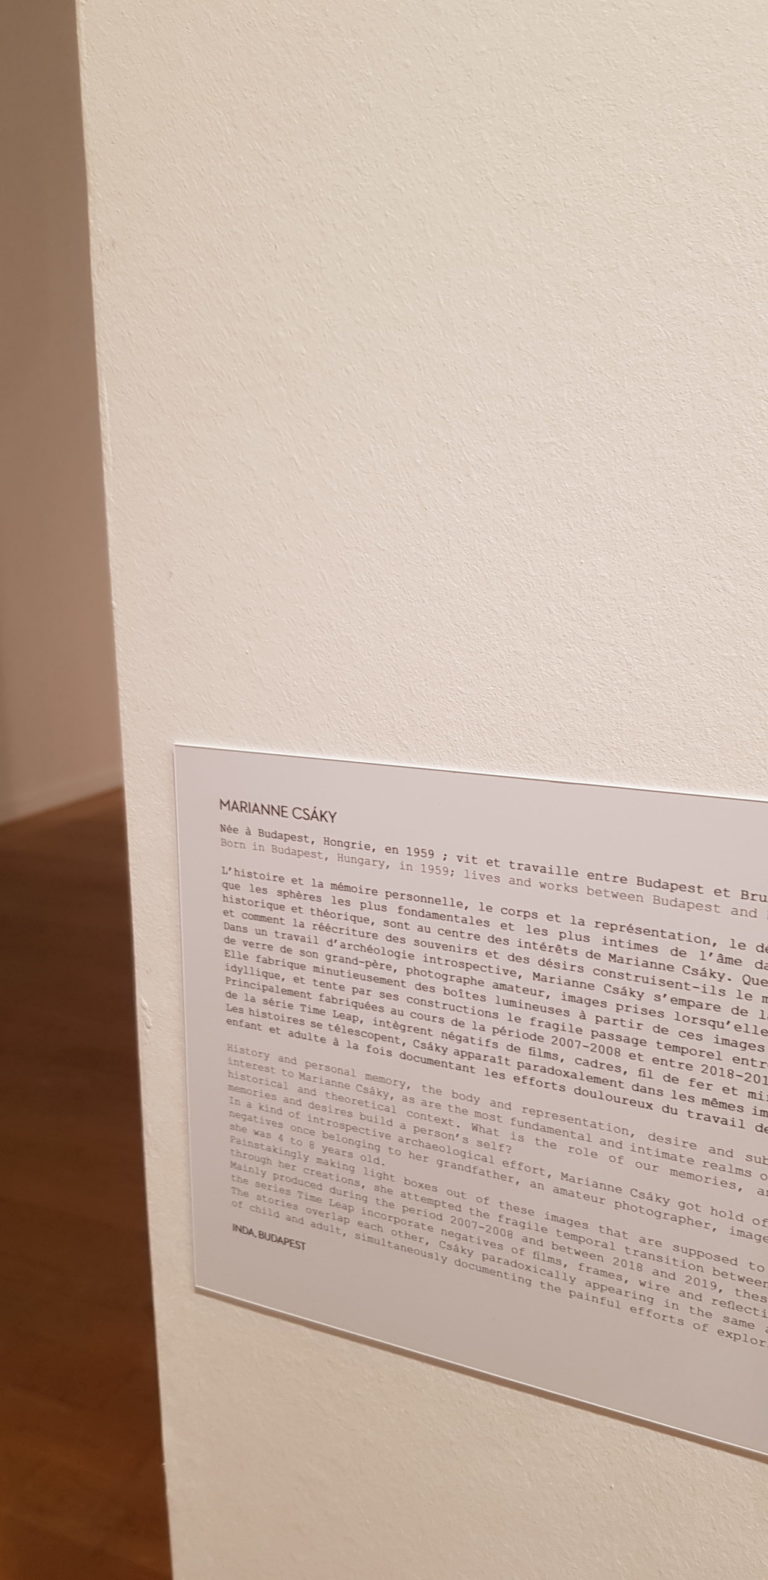 MARIANNE CSÁKY
Née à Budapest, Hongrie, en 1959 ; vit et travaille entre Budapest et Bru
Born in Budapest, Hungary, in 1959; lives and works between Budapest and
L'histoire et la mémoire personnelle, le corps et la représentation, le dé
que les sphères les plus fondamentales et les plus intimes de l'âme da
historique et théorique, sont au centre des intérêts de Marianne Csáky. Que
et comment la réécriture des souvenirs et des désirs construisent-ils le m
Dans un travail d'archéologie introspective, Marianne Csáky s'empare de
de verre de son grand-père, photographe amateur, images prises lorsqu'elle
Elle fabrique minutieusement des boîtes lumineuses à partir de ces images
idyllique, et tente par ses constructions le fragile passage temporel entr
Principalement fabriquées au cours de la période 2007-2008 et entre 2018-201
de la série Time Leap, intègrent négatifs de films, cadres, fil de fer et mi
Les histoires se télescopent, Csáky apparaît paradoxalement dans les mêmes im
enfant et adulte à la fois documentant les efforts douloureux du travail de
History and personal memory, the body and representation, desire and sub
interest to Marianne Csáky, as are the most fundamental and intimate realms o
historical and theoretical context. What is the role of our memories, a
memories and desires build a person's self?
In a kind of introspective archaeological effort, Marianne Csáky got hold of
negatives once belonging to her grandfather, an amateur photographer, image
she was 4 to 8 years old.
Painstakingly making light boxes out of these images that are supposed to
through her creations, she attempted the fragile temporal transition between
Mainly produced during the period 2007-2008 and between 2018 and 2019, thes
the series Time Leap incorporate negatives of films, frames, wire and reflecti
The stories overlap each other, Csáky paradoxically appearing in the same
of child and adult, simultaneously documenting the painful efforts of explor
INDA, BUDAPEST